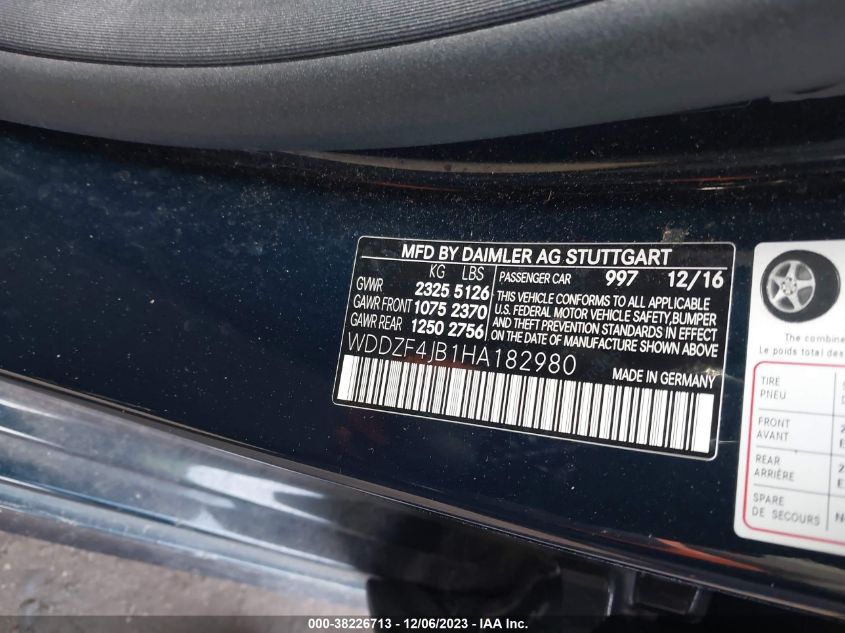 MFD BY DAIMLER AG STUTTGART
KG LBS
GVWR 2325 5126
GAWR FRONT 1075 2370
GAWR REAR 1250 2756
PASSENGER CAR 997 12/16
THIS VEHICLE CONFORMS TO ALL APPLICABLE
U.S. FEDERAL MOTOR VEHICLE SAFETY,BUMPER
AND THEFT PREVENTION STANDARDS IN EFFECT
ON THE DATE OF MANUFACTURE SHOWN ABOVE
WDDZF4JB1HA182980
MADE IN GERMANY
The combined
Le poids total des
TIRE
PNEU
FRONT
AVANT
REAR
ARRIÈRE
SPARE
DE SECOURS
000-38226713 - 12/06/2023 - © IAA, Inc.